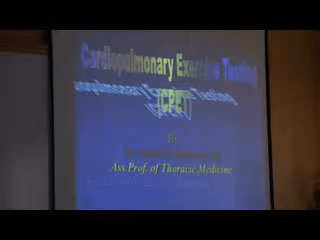 Cardiopulmonary Exercise Testing
(CPET)
By
Ass.Prof. of Thoracic Medicine